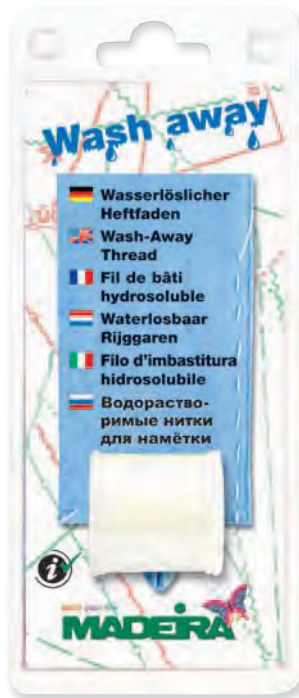 Wash away
Wasserlöslicher
Heftfaden
Wash-Away
Thread
Fil de bâti
hydrosoluble
Waterlosbaar
Rijggaren
Filo d'imbastitura
hidrosolubile
Водораство-
римые нитки
для намётки
i
MADEIRA